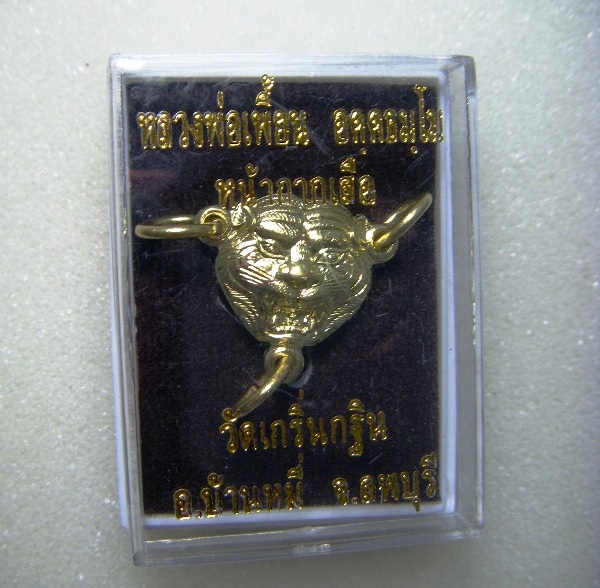 หลวงพ่อเพี้ยน อคฺคธมฺโม
หน้ากากเสือ
วัดเกริ่นกฐิน
อ.บ้านหมี่ จ.ลพบุรี